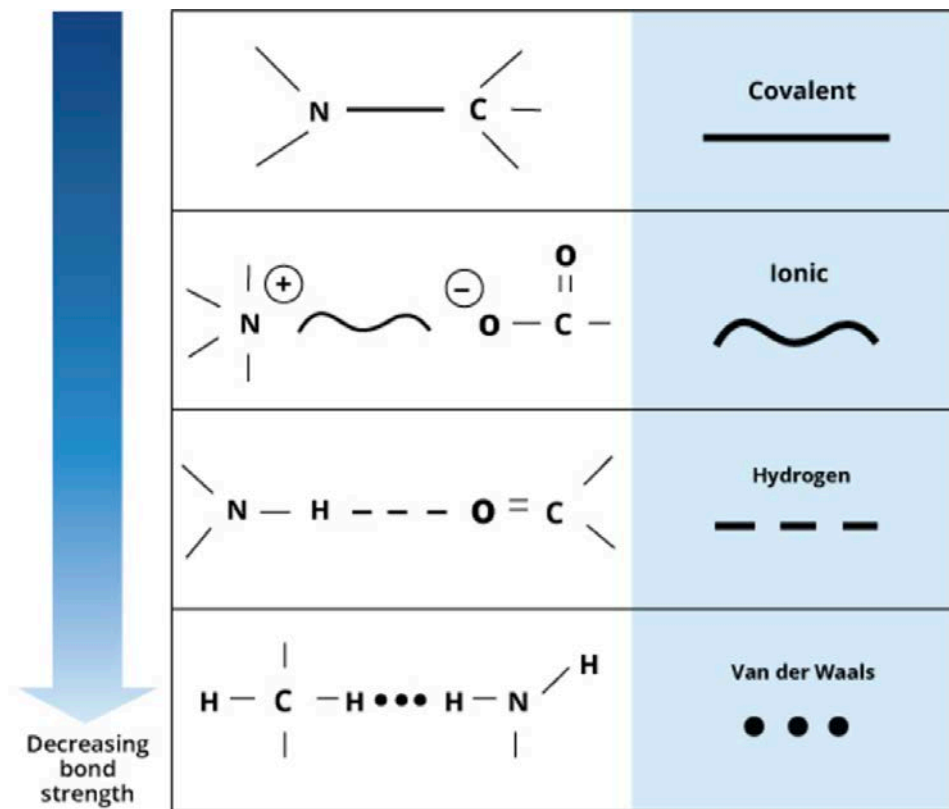 N C
Covalent
O
+ −
N O C
Ionic
N H O = C
Hydrogen
H
H C H H N
Van der Waals
Decreasing
bond
strength